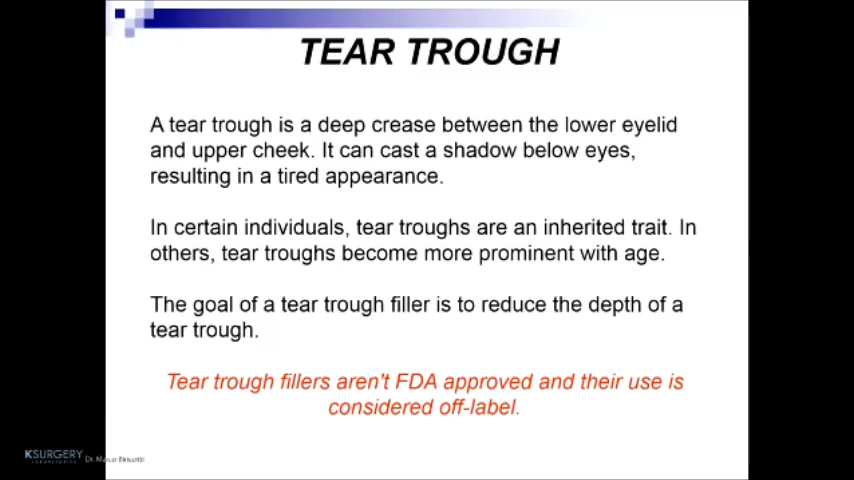 TEAR TROUGH
A tear trough is a deep crease between the lower eyelid
and upper cheek. It can cast a shadow below eyes,
resulting in a tired appearance.
In certain individuals, tear troughs are an inherited trait. In
others, tear troughs become more prominent with age.
The goal of a tear trough filler is to reduce the depth of a
tear trough.
Tear trough fillers aren't FDA approved and their use is
considered off-label.
KSURGERY
Dr. Marco